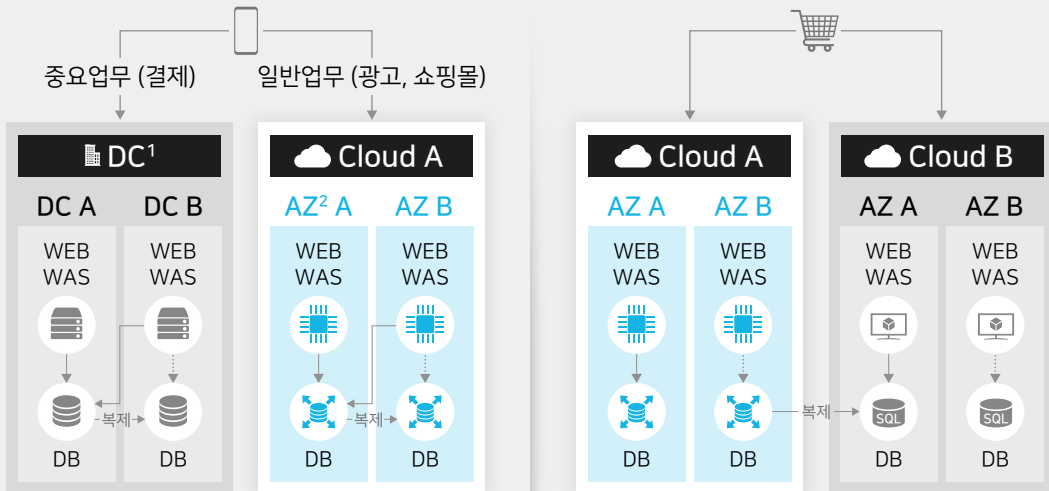 중요업무 (결제)
일반업무 (광고, 쇼핑몰)
DC¹
DC A
DC B
WEB
WAS
WEB
WAS
복제
DB
DB
Cloud A
AZ² A
AZ B
WEB
WAS
WEB
WAS
복제
DB
DB
Cloud A
AZ A
AZ B
WEB
WAS
WEB
WAS
DB
DB
복제
Cloud B
AZ A
AZ B
WEB
WAS
WEB
WAS
SQL
SQL
DB
DB